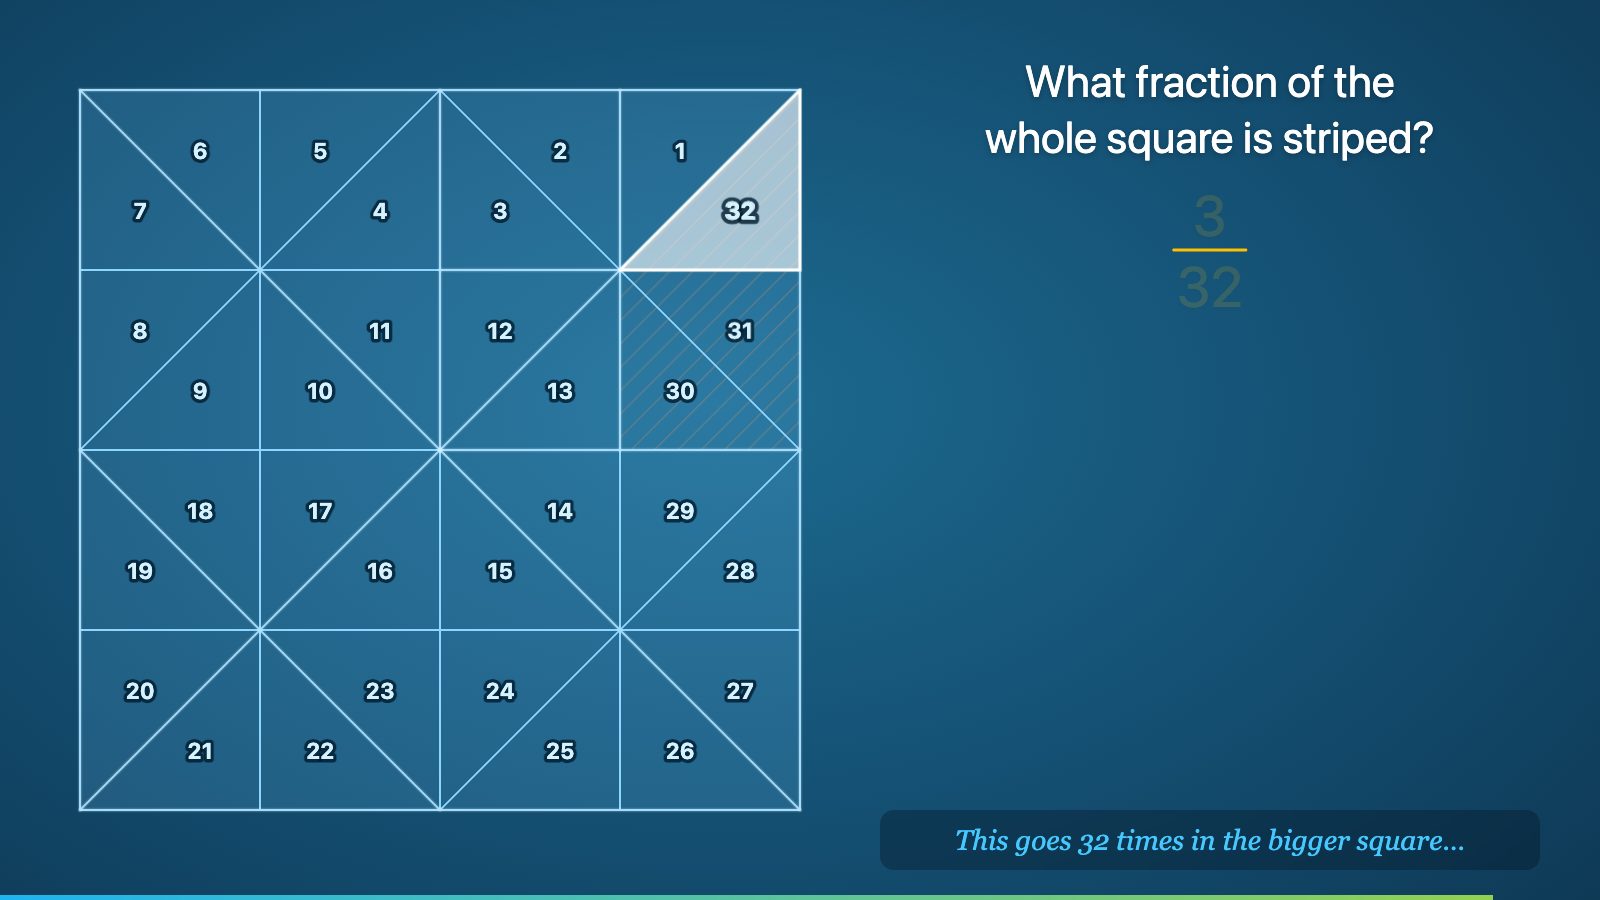 What fraction of the
whole square is striped?
3
32
6 5 2 1
7 4 3 32
8 11 12 31
9 10 13 30
18 17 14 29
19 16 15 28
20 23 24 27
21 22 25 26
This goes 32 times in the bigger square...